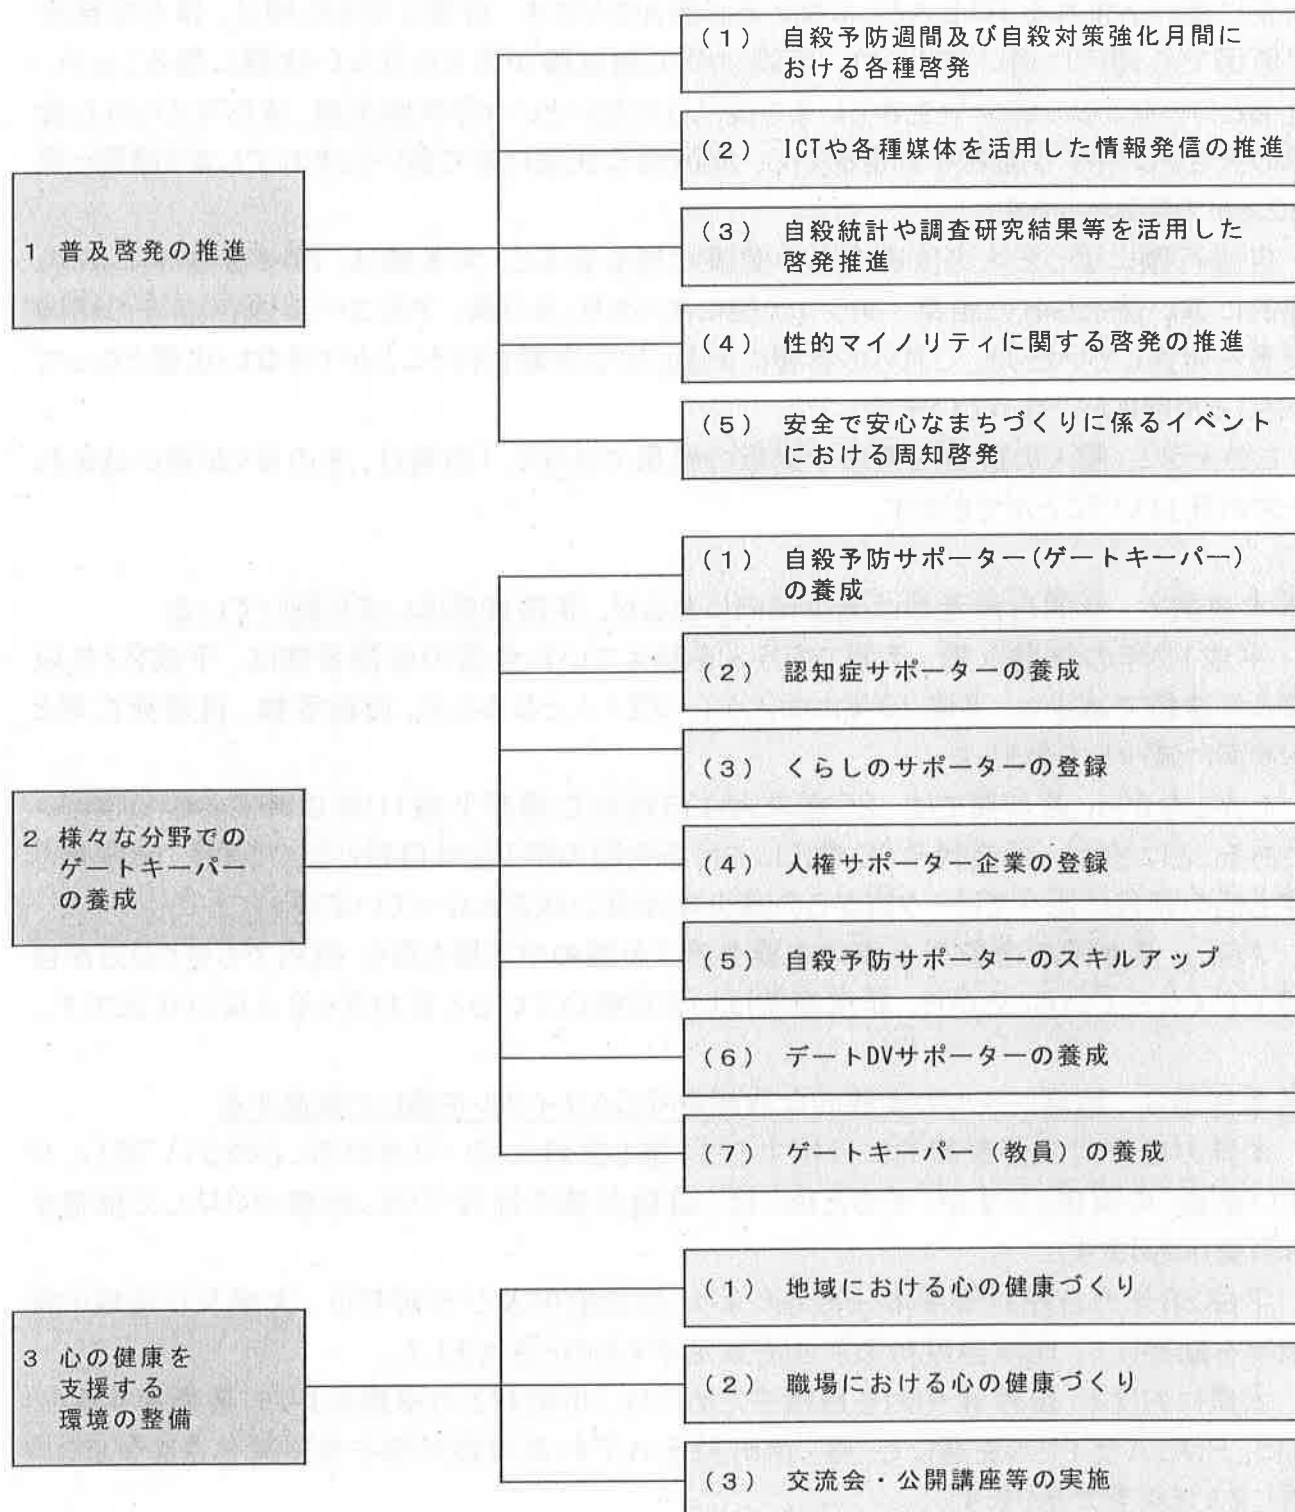 1 普及啓発の推進
(1) 自殺予防週間及び自殺対策強化月間に
おける各種啓発
(2) ICTや各種媒体を活用した情報発信の推進
(3) 自殺統計や調査研究結果等を活用した
啓発推進
(4) 性的マイノリティに関する啓発の推進
(5) 安全で安心なまちづくりに係るイベント
における周知啓発
2 様々な分野での
ゲートキーパー
の養成
(1) 自殺予防サポーター(ゲートキーパー)
の養成
(2) 認知症サポーターの養成
(3) くらしのサポーターの登録
(4) 人権サポーター企業の登録
(5) 自殺予防サポーターのスキルアップ
(6) デートDVサポーターの養成
(7) ゲートキーパー(教員)の養成
3 心の健康を
支援する
環境の整備
(1) 地域における心の健康づくり
(2) 職場における心の健康づくり
(3) 交流会・公開講座等の実施